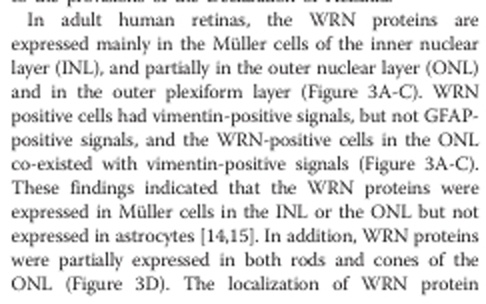 to the provisions of the Declaration of Helsinki.
In adult human retinas, the WRN proteins are
expressed mainly in the Müller cells of the inner nuclear
layer (INL), and partially in the outer nuclear layer (ONL)
and in the outer plexiform layer (Figure 3A-C). WRN
positive cells had vimentin-positive signals, but not GFAP-
positive signals, and the WRN-positive cells in the ONL
co-existed with vimentin-positive signals (Figure 3A-C).
These findings indicated that the WRN proteins were
expressed in Müller cells in the INL or the ONL but not
expressed in astrocytes [14,15]. In addition, WRN proteins
were partially expressed in both rods and cones of the
ONL (Figure 3D). The localization of WRN protein